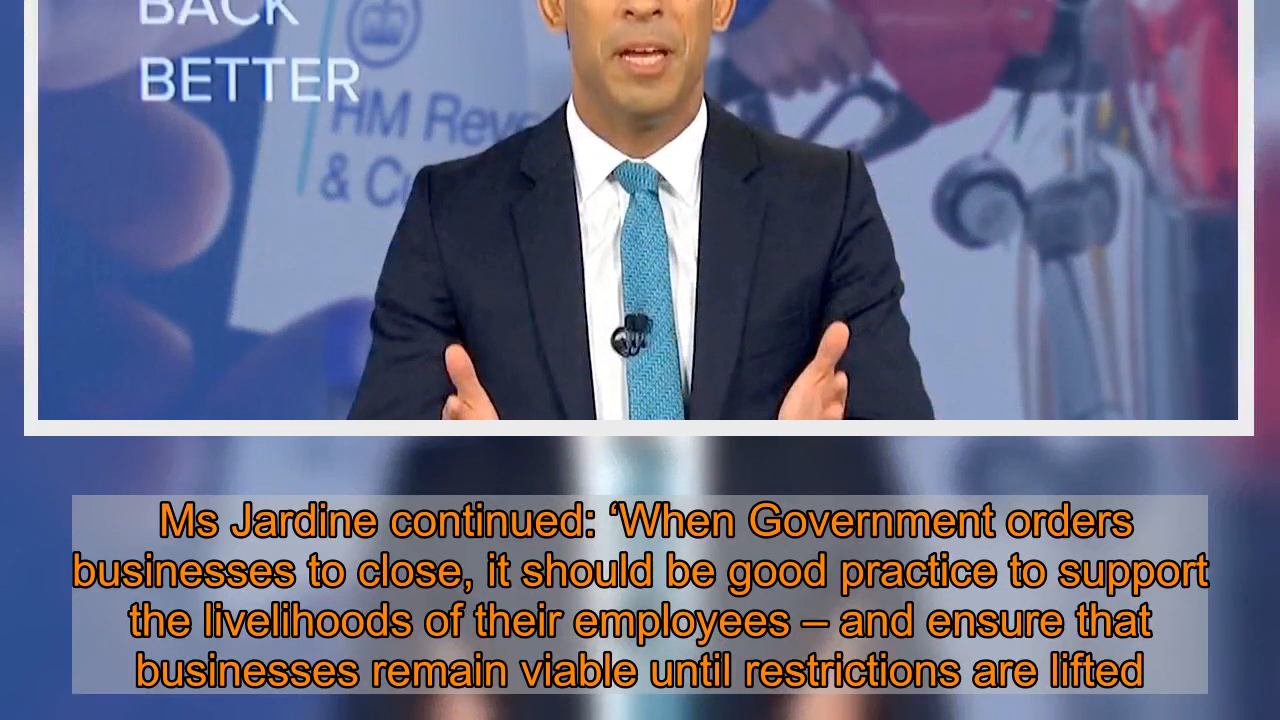 BACK
BETTER
HM Reve
& Cu
Ms Jardine continued: ‘When Government orders
businesses to close, it should be good practice to support
the livelihoods of their employees – and ensure that
businesses remain viable until restrictions are lifted